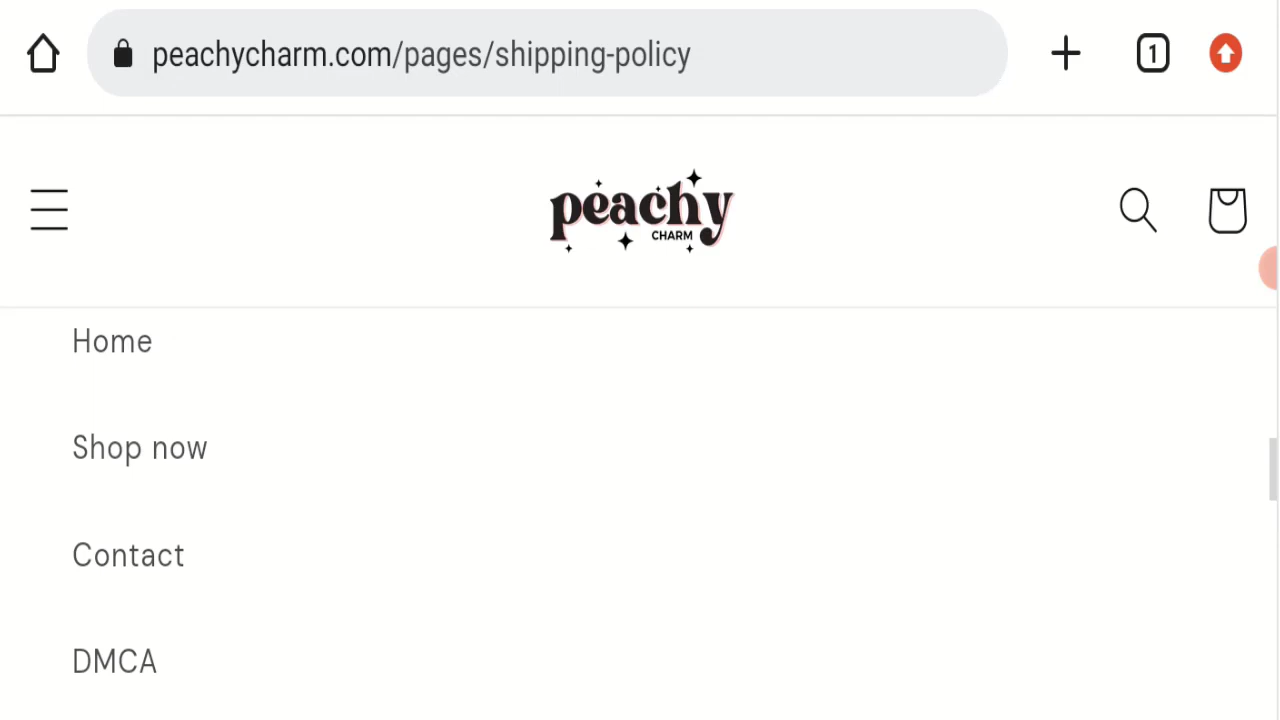 peachycharm.com/pages/shipping-policy
1
peachy
CHARM
Home
Shop now
Contact
DMCA